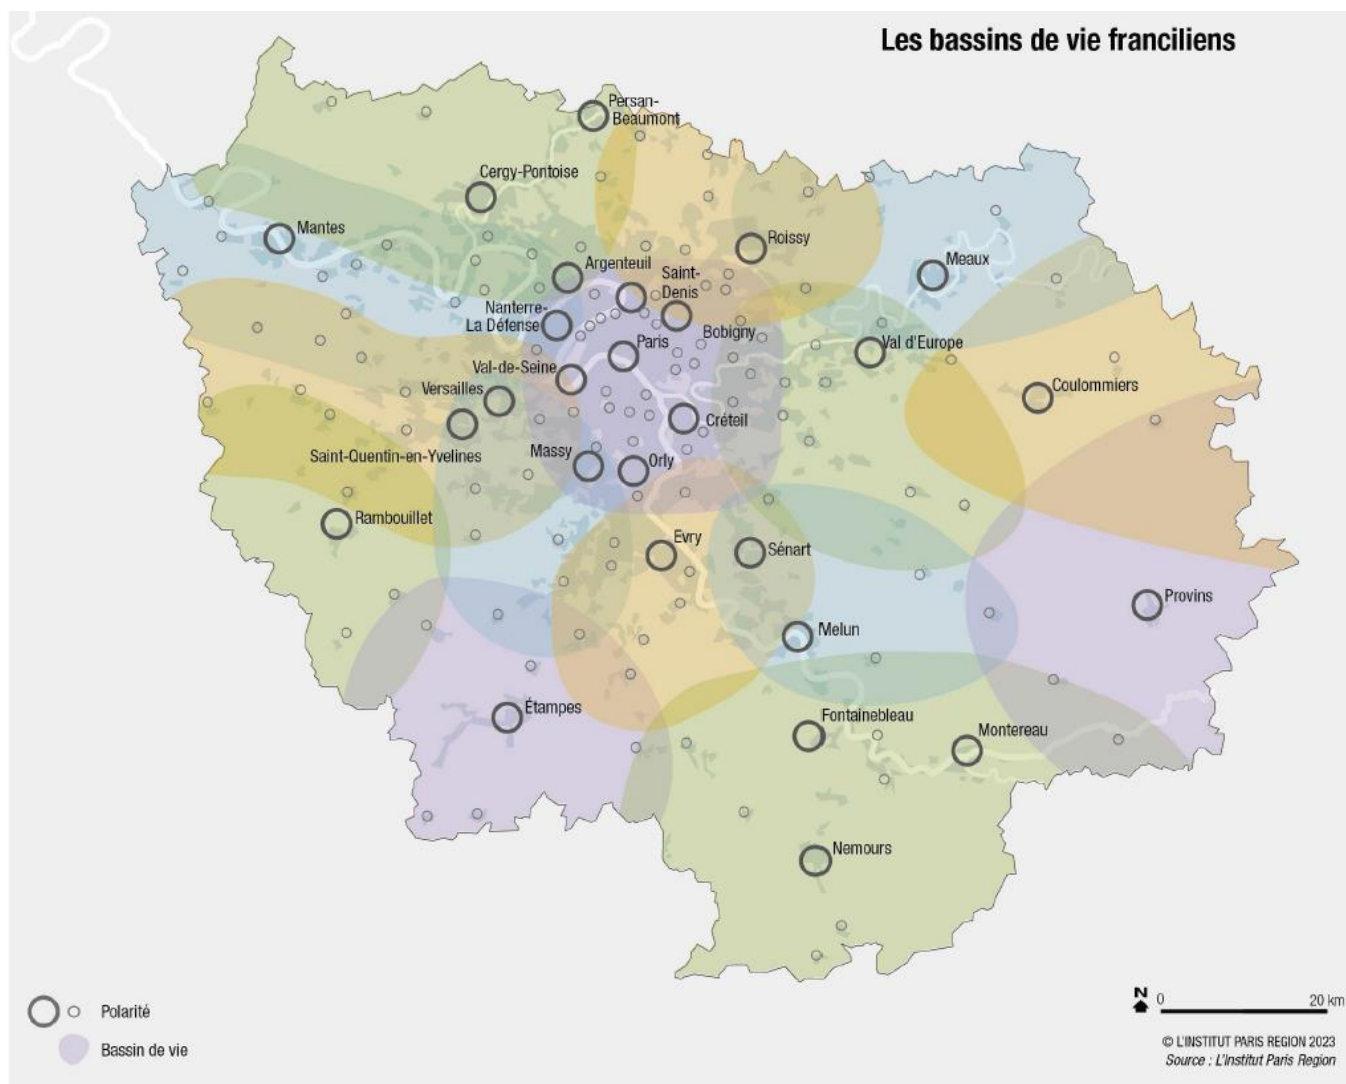 Les bassins de vie franciliens
Persan-
Beaumont
Cergy-Pontoise
Mantes
Roissy
Argenteuil
Meaux
Saint-
Denis
Nanterre-
La Défense
Bobigny
Paris
Val d'Europe
Val-de-Seine
Versailles
Coulommiers
Créteil
Saint-Quentin-en-Yvelines
Massy
Orly
Rambouillet
Evry
Sénart
Provins
Melun
Étampes
Fontainebleau
Montereau
Nemours
Polarité
Bassin de vie
N
0 20 km
© L'INSTITUT PARIS REGION 2023
Source : L'Institut Paris Region